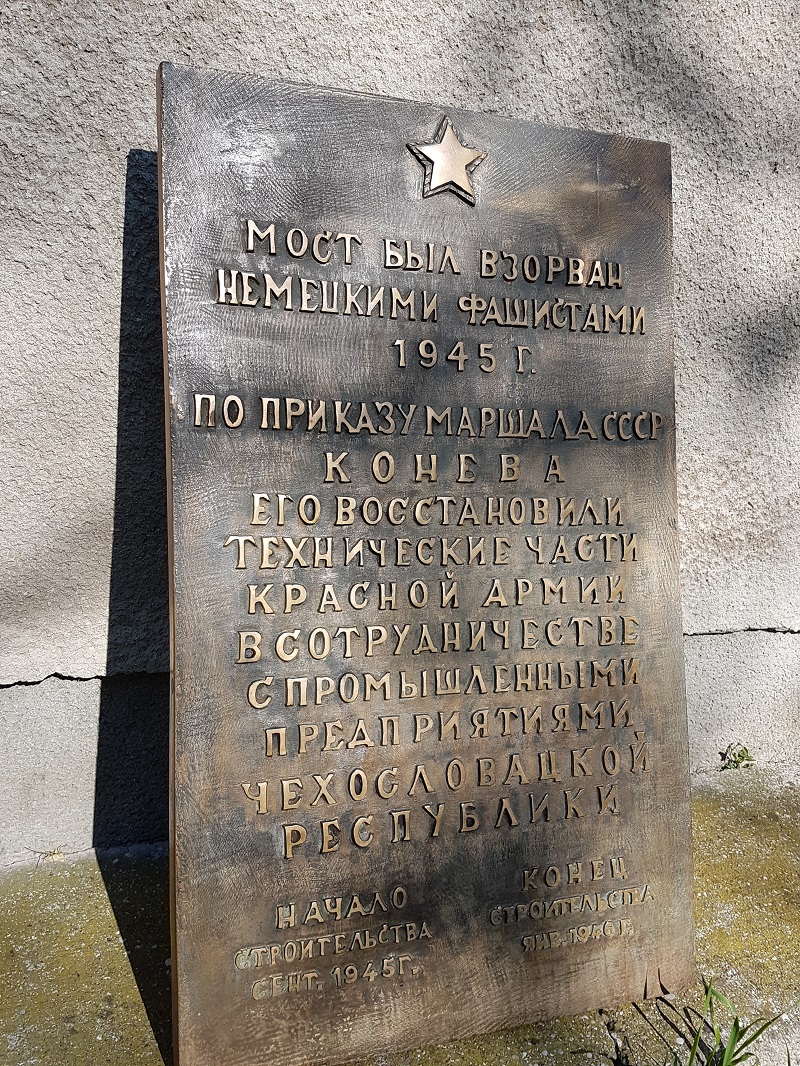 МОСТ БЫЛ ВЗОРВАН
НЕМЕЦКИМИ ФАШИСТАМИ
1945 Г.
ПО ПРИКАЗУ МАРШАЛА СССР
КОНЕВА
ЕГО ВОССТАНОВИЛИ
ТЕХНИЧЕСКИЕ ЧАСТИ
КРАСНОЙ АРМИИ
В СОТРУДНИЧЕСТВЕ
С ПРОМЫШЛЕННЫМИ
ПРЕДПРИЯТИЯМИ
ЧЕХОСЛОВАЦКОЙ
РЕСПУБЛИКИ
НАЧАЛО
СТРОИТЕЛЬСТВА
СЕНТ. 1945 Г.
КОНЕЦ
СТРОИТЕЛЬСТВА
ЯНВ. 1946 Г.